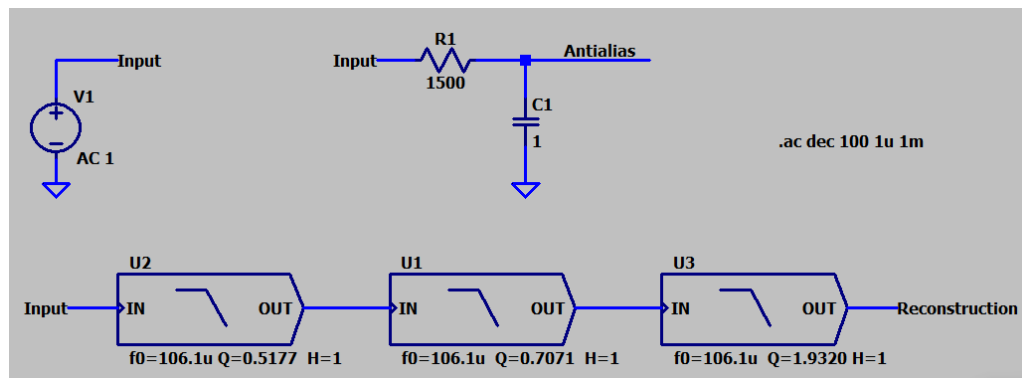 Input
V1
AC 1
Input
R1
1500
Antialias
C1
1
.ac dec 100 1u 1m
Input
U2
IN
OUT
f0=106.1u Q=0.5177 H=1
U1
IN
OUT
f0=106.1u  Q=0.7071  H=1
U3
IN
OUT
f0=106.1u  Q=1.9320 H=1
Reconstruction